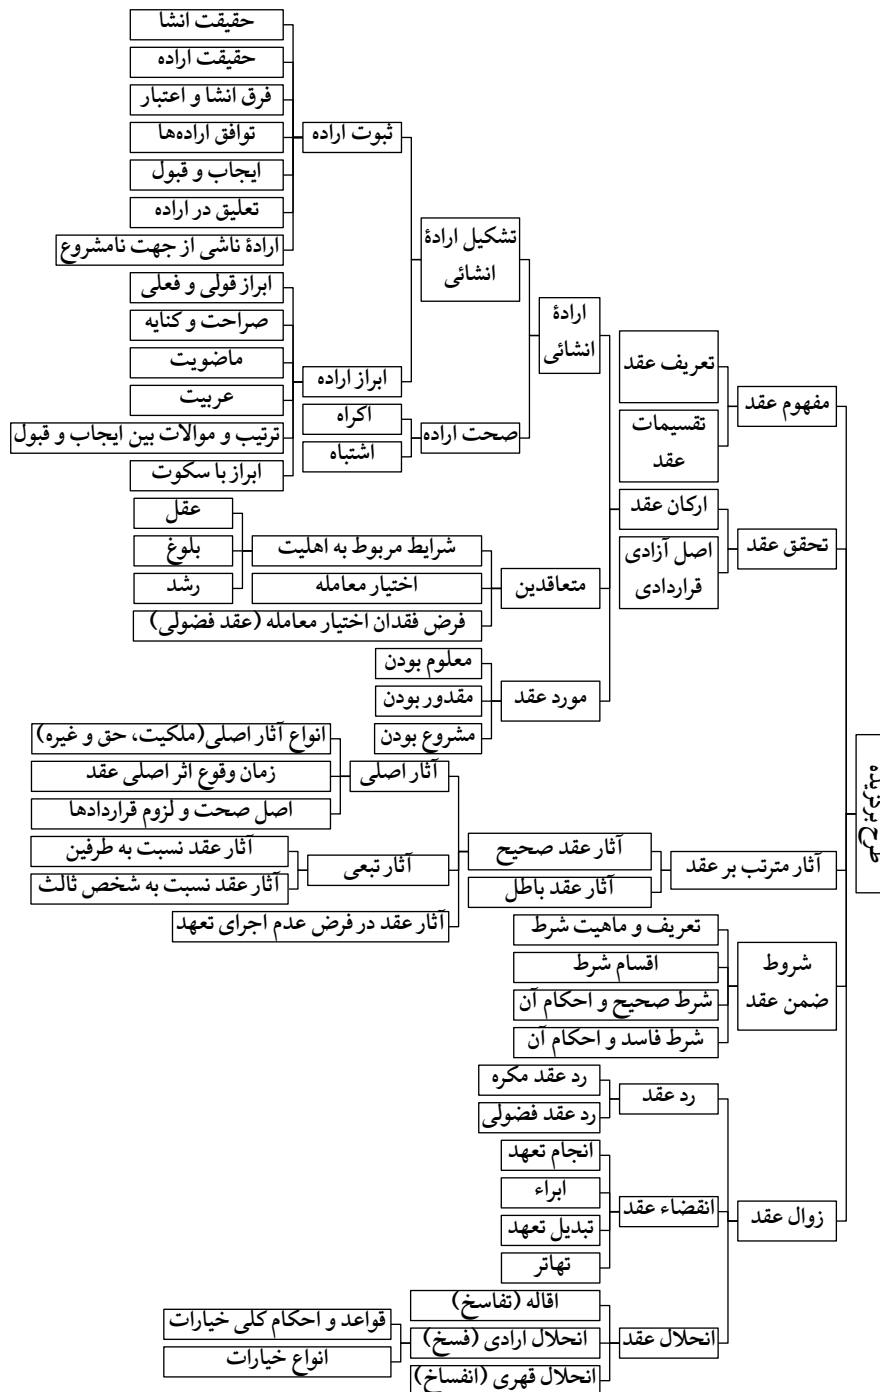 طرح برگزیده
مفهوم عقد
تعریف عقد
تقسیمات
عقد
تحقق عقد
ارکان عقد
ارادۀ
انشائی
تشکیل ارادۀ
انشائی
ثبوت اراده
حقیقت انشا
حقیقت اراده
فرق انشا و اعتبار
توافق اراده‌ها
ایجاب و قبول
تعلیق در اراده
ارادۀ ناشی از جهت نامشروع
ابراز اراده
ابراز قولی و فعلی
صراحت و کنایه
ماضویت
عربیت
ترتیب و موالات بین ایجاب و قبول
ابراز با سکوت
صحت اراده
اکراه
اشتباه
متعاقدین
شرایط مربوط به اهلیت
عقل
بلوغ
رشد
اختیار معامله
فرض فقدان اختیار معامله (عقد فضولی)
مورد عقد
معلوم بودن
مقدور بودن
مشروع بودن
اصل آزادی
قراردادی
آثار مترتب بر عقد
آثار عقد صحیح
آثار اصلی
انواع آثار اصلی(ملکیت، حق و غیره)
زمان وقوع اثر اصلی عقد
اصل صحت و لزوم قراردادها
آثار تبعی
آثار عقد نسبت به طرفین
آثار عقد نسبت به شخص ثالث
آثار عقد در فرض عدم اجرای تعهد
آثار عقد باطل
شروط
ضمن عقد
تعریف و ماهیت شرط
اقسام شرط
شرط صحیح و احکام آن
شرط فاسد و احکام آن
زوال عقد
رد عقد
رد عقد مکره
رد عقد فضولی
انقضاء عقد
انجام تعهد
ابراء
تبدیل تعهد
تهاتر
انحلال عقد
اقاله (تفاسخ)
انحلال ارادی (فسخ)
قواعد و احکام کلی خیارات
انواع خیارات
انحلال قهری (انفساخ)